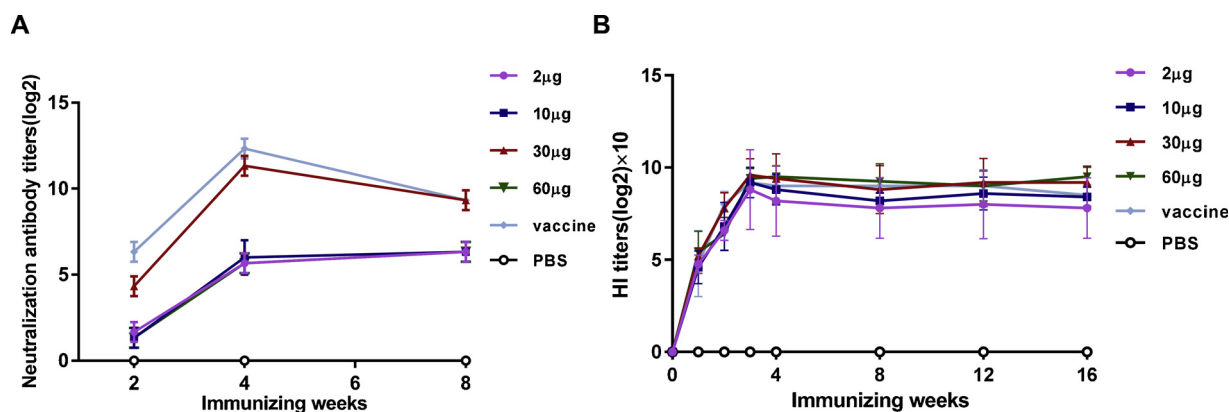 A
Neutralization antibody titers(log2)
15
10
5
0
2
4
6
8
Immunizing weeks
2μg
10μg
30μg
60μg
vaccine
PBS
B
HI titers(log2)×10
15
10
5
0
0
4
8
12
16
Immunizing weeks
2μg
10μg
30μg
60μg
vaccine
PBS